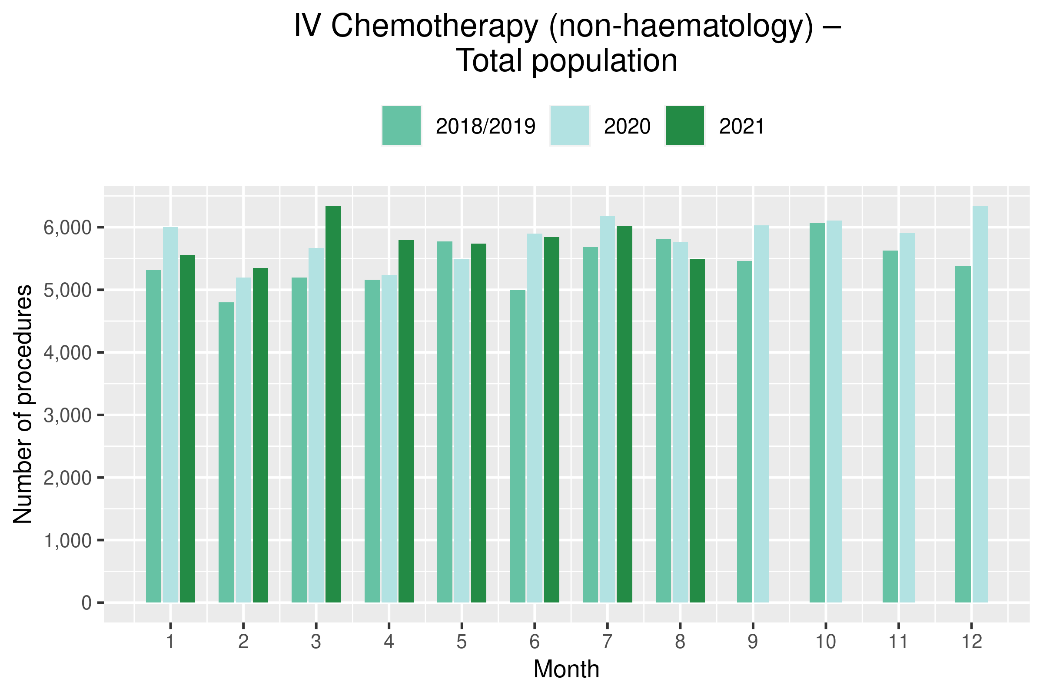 IV Chemotherapy (non-haematology) –
Total population
2018/2019 2020 2021
Number of procedures
6,000
5,000
4,000
3,000
2,000
1,000
0
1 2 3 4 5 6 7 8 9 10 11 12
Month